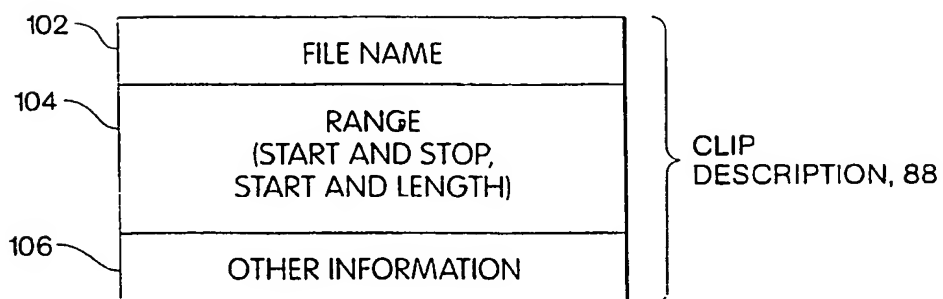 102
FILE NAME
104
RANGE
(START AND STOP,
START AND LENGTH)
CLIP
DESCRIPTION, 88
106
OTHER INFORMATION